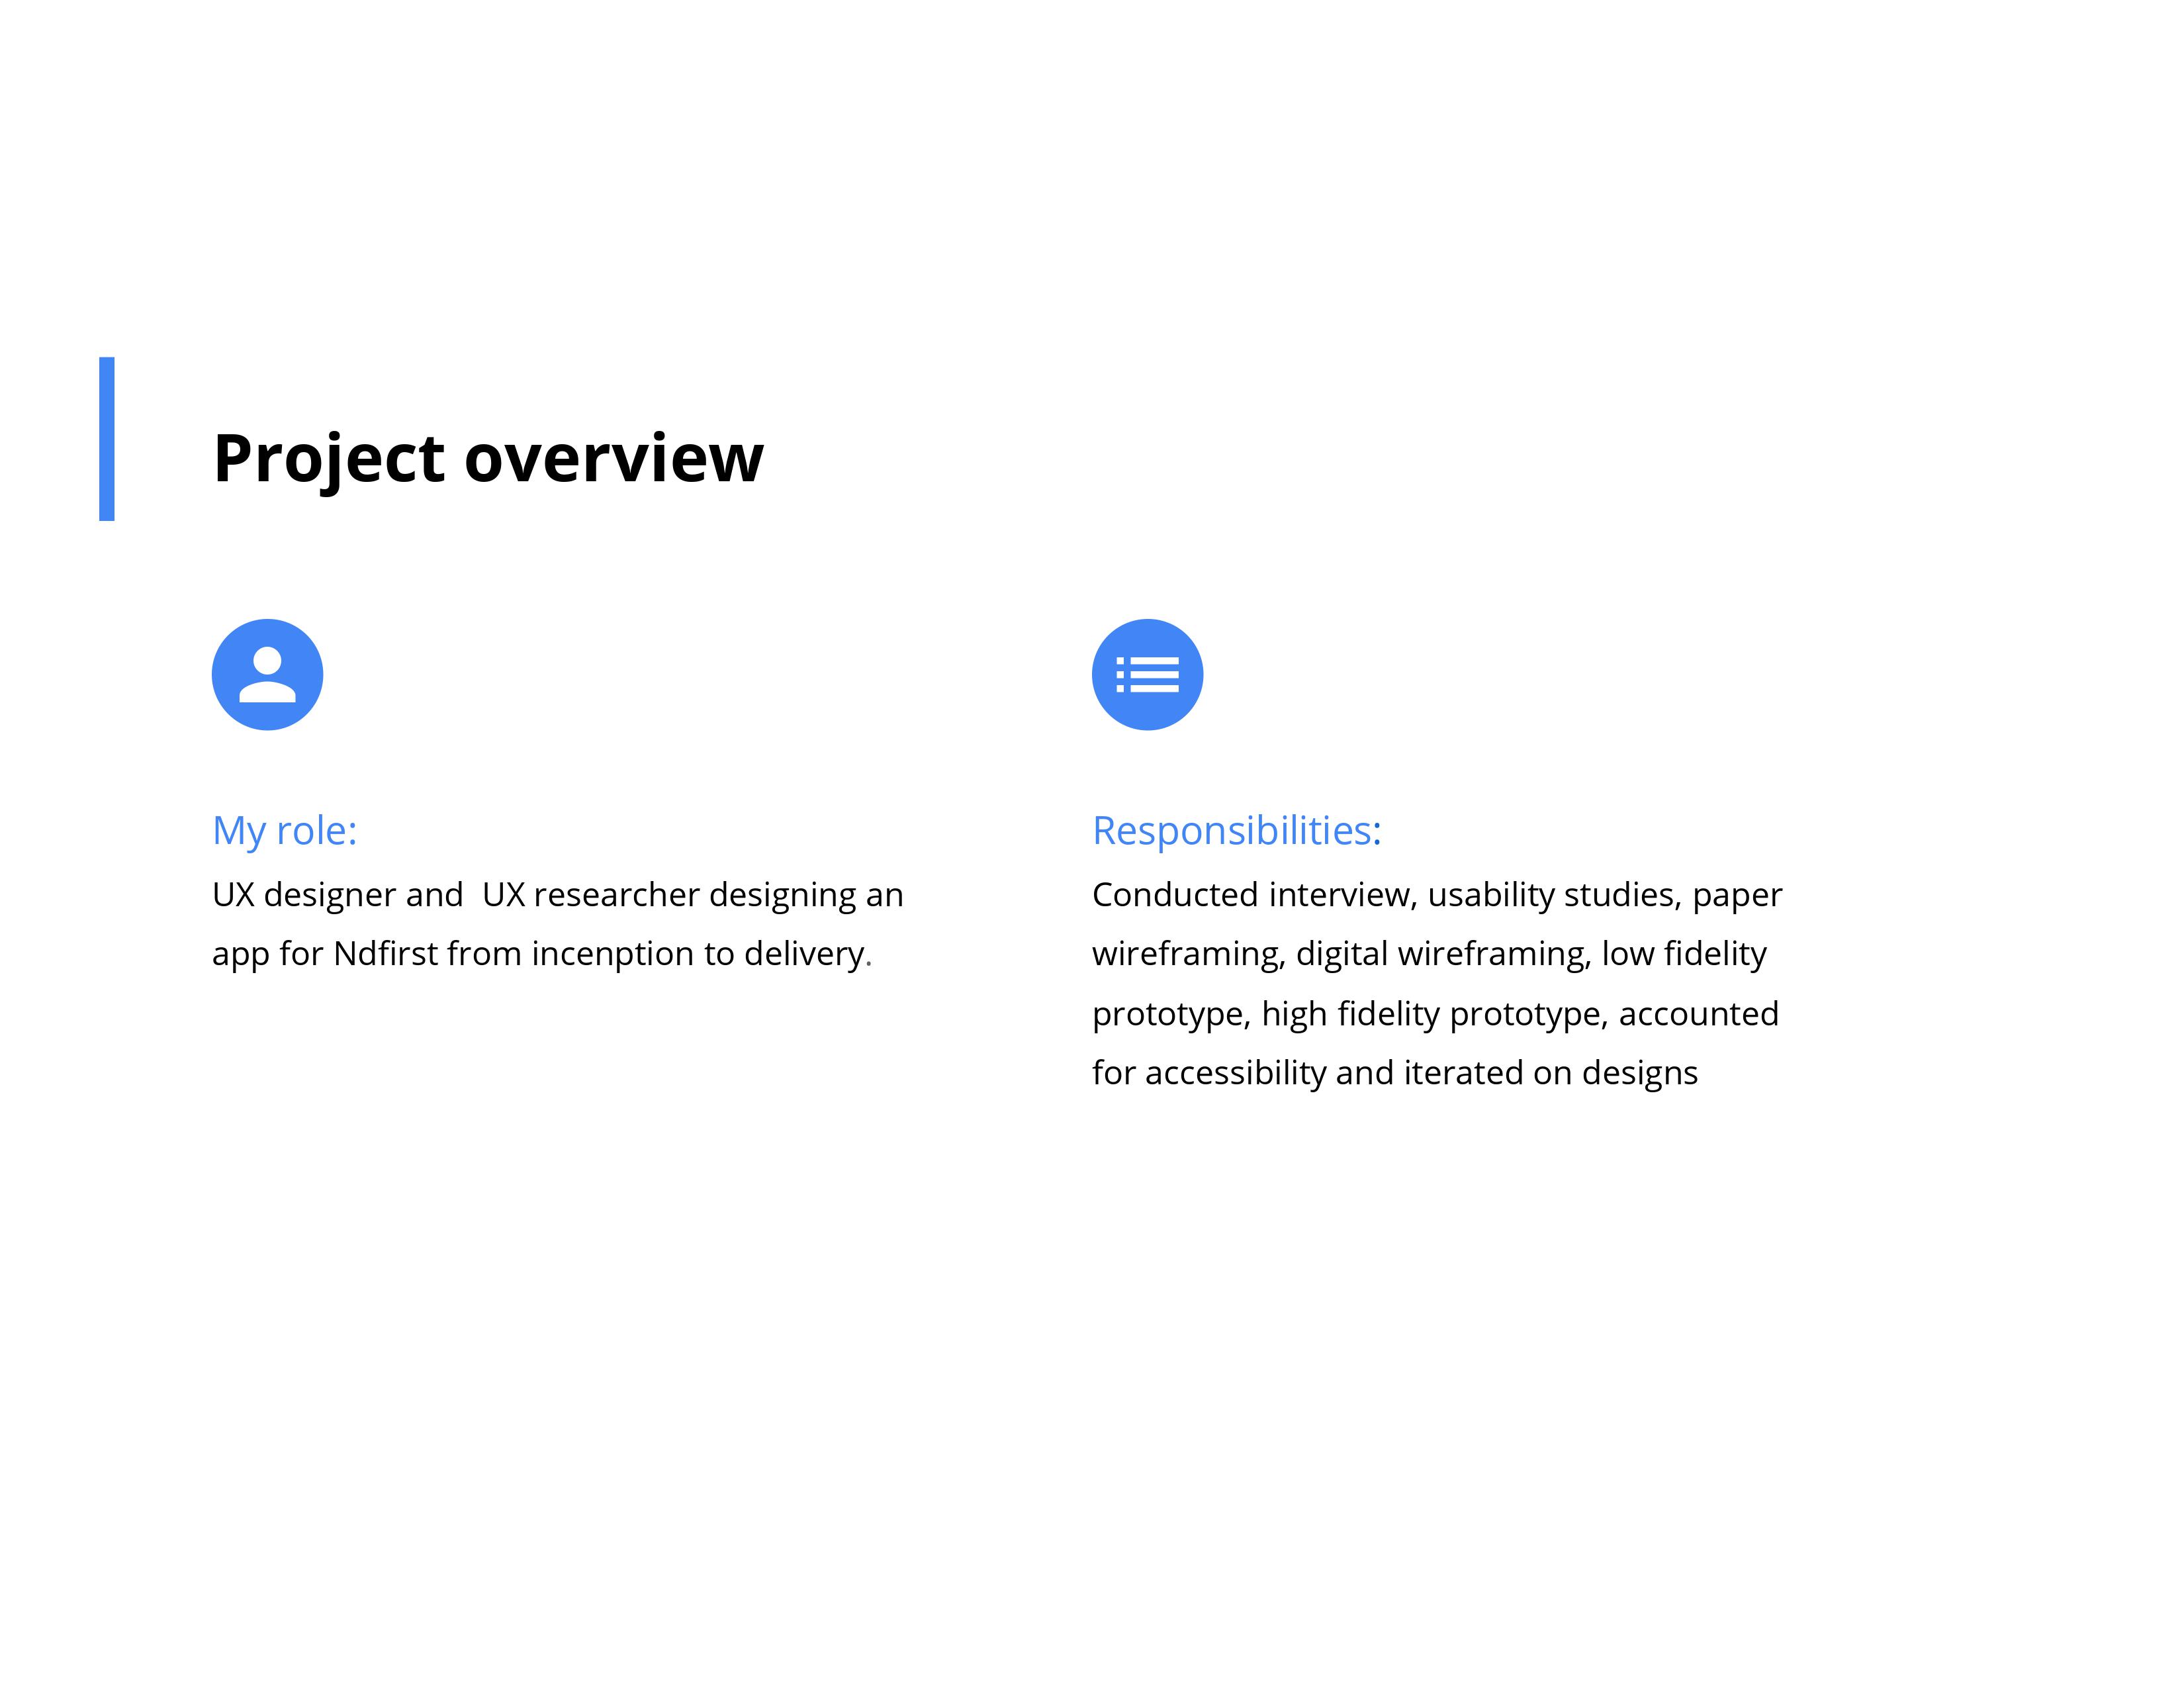 Project overview
My role:
UX designer and  UX researcher designing an
app for Ndfirst from incenption to delivery.
Responsibilities:
Conducted interview, usability studies, paper
wireframing, digital wireframing, low fidelity
prototype, high fidelity prototype, accounted
for accessibility and iterated on designs